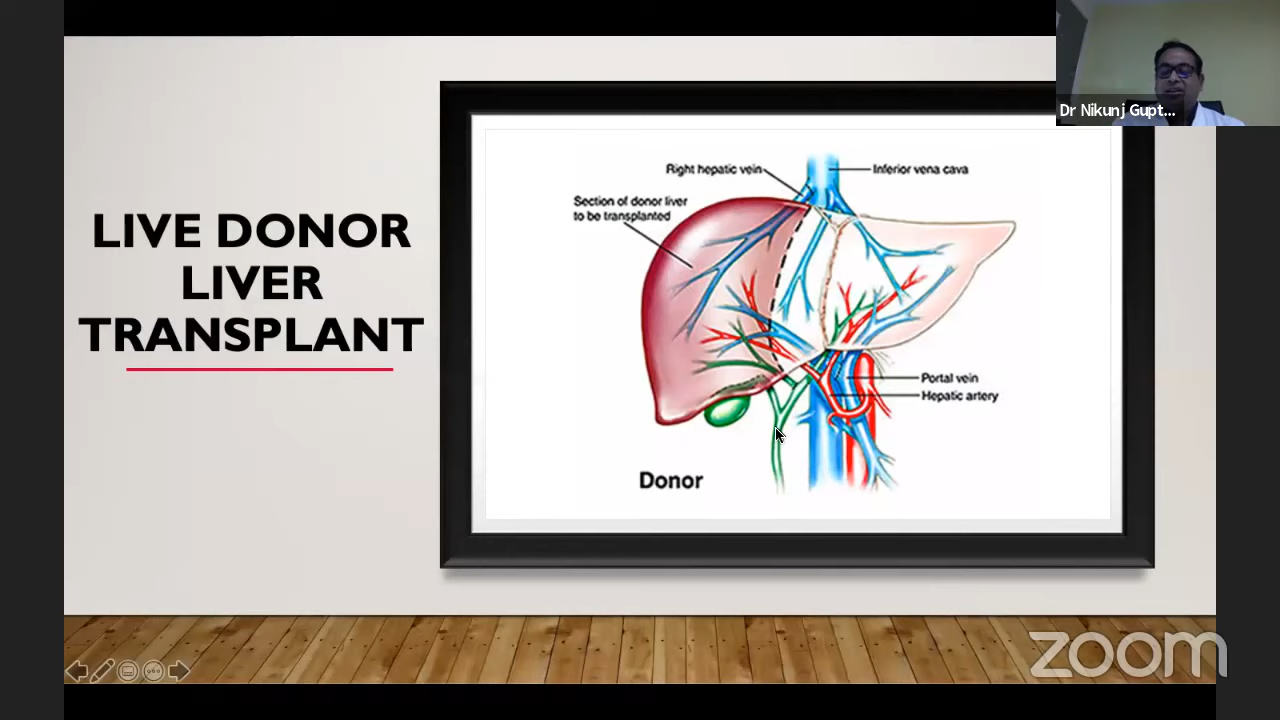 LIVE DONOR
LIVER
TRANSPLANT
Right hepatic vein
Inferior vena cava
Section of donor liver
to be transplanted
Portal vein
Hepatic artery
Donor
Dr Nikunj Gupt...
zoom